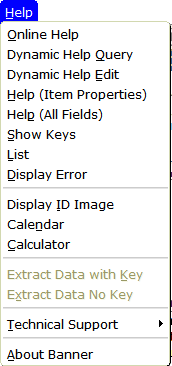 Help
Online Help
Dynamic Help Query
Dynamic Help Edit
Help (Item Properties)
Help (All Fields)
Show Keys
List
Display Error
Display ID Image
Calendar
Calculator
Extract Data with Key
Extract Data No Key
Technical Support
About Banner